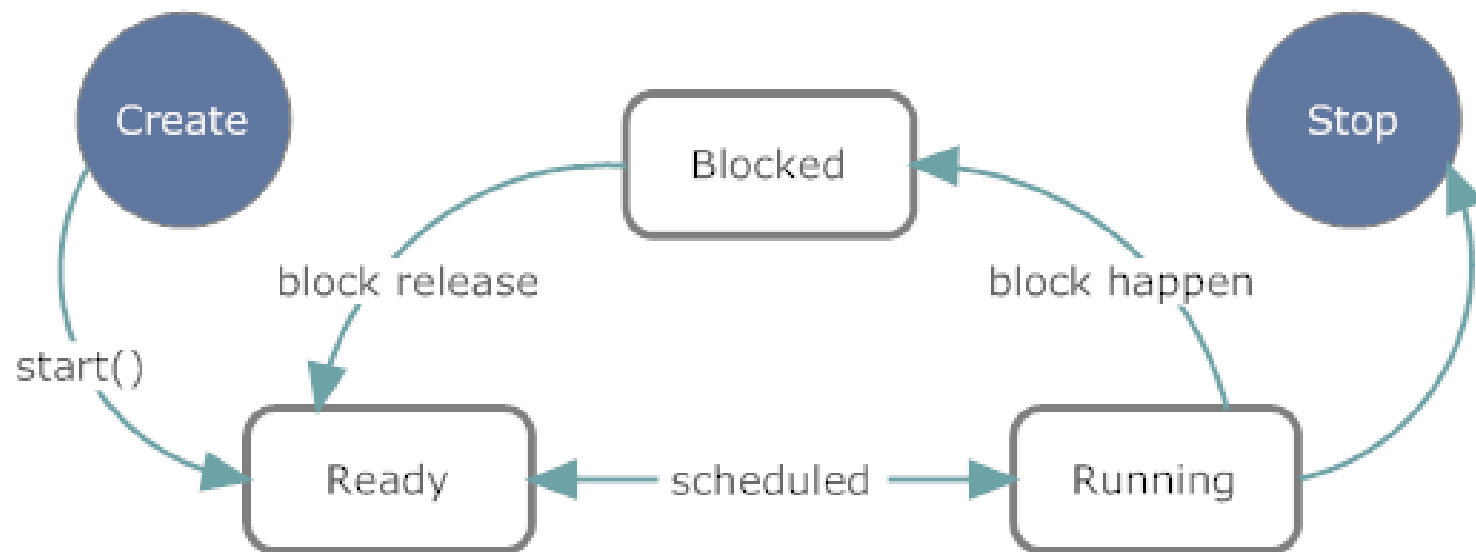 Create
Stop
Blocked
block release
block happen
start()
Ready
scheduled
Running